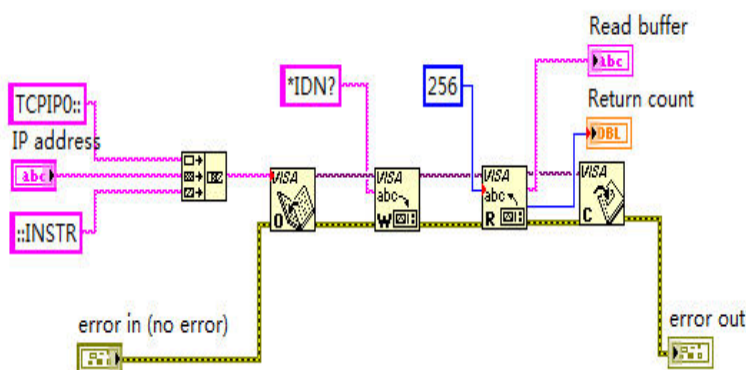 Read buffer
abc
TCPIP0::
*IDN?
256
Return count
DBL
IP address
abc
VISA
O
VISA
abc
W
VISA
abc
R
VISA
C
::INSTR
error in (no error)
error out